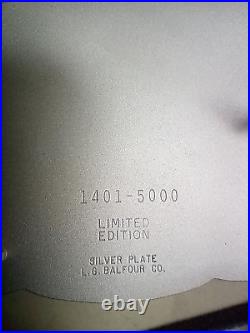 1401-5000
LIMITED
EDITION
SILVER PLATE
L.G. BALFOUR CO.